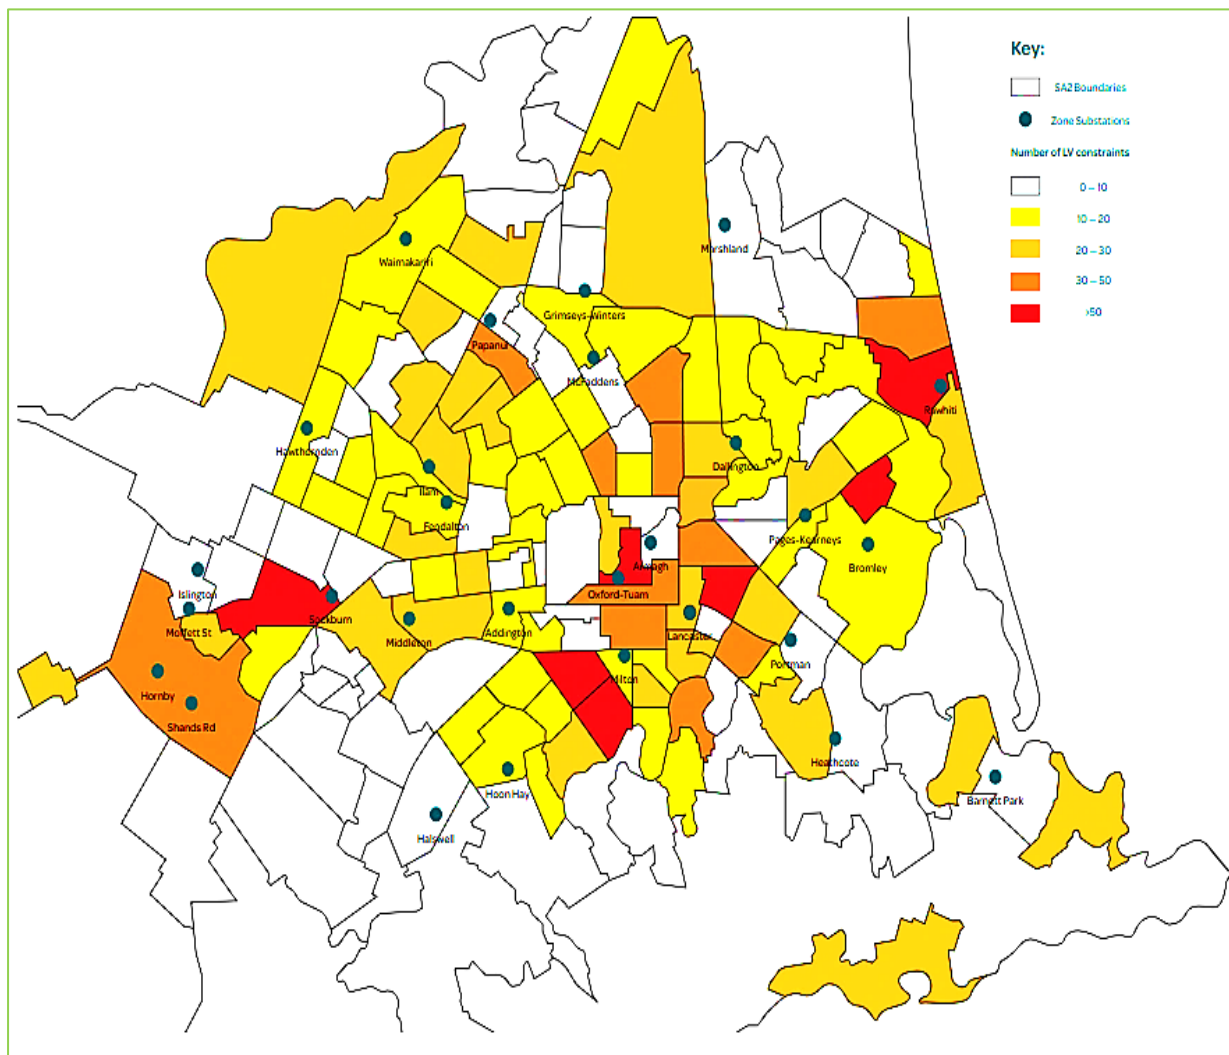 Key:
SA2 Boundaries
Zone Substations
Number of LV constraints
0 – 10
10 – 20
20 – 30
30 – 50
>50
Marshland
Waimakariri
Grimseys-Winters
Papanui
McFaddens
Rawhiti
Hawthornden
Dallington
Ilam
Fendalton
Pages-Kearneys
Armagh
Bromley
Islington
Oxford-Tuam
Sockburn
Moffett St
Middleton
Addington
Lancaster
Portman
Milton
Hornby
Shands Rd
Heathcote
Hoon Hay
Barnett Park
Halswell